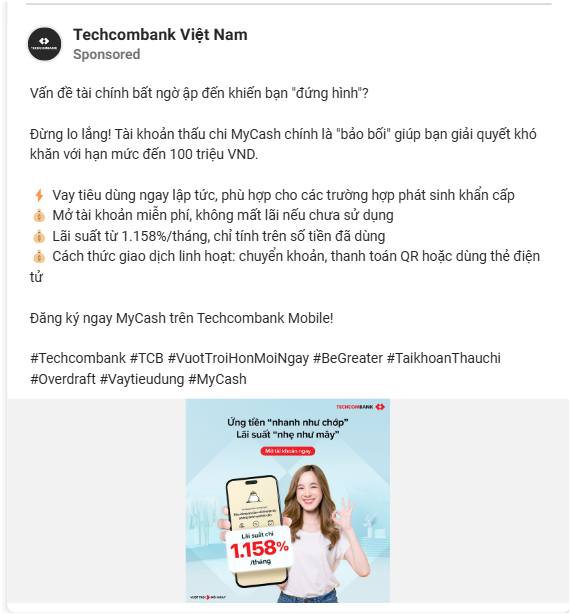 Techcombank Việt Nam
Sponsored
Vấn đề tài chính bất ngờ ập đến khiến bạn "đứng hình"?
Đừng lo lắng! Tài khoản thấu chi MyCash chính là "bảo bối" giúp bạn giải quyết khó
khăn với hạn mức đến 100 triệu VND.
Vay tiêu dùng ngay lập tức, phù hợp cho các trường hợp phát sinh khẩn cấp
Mở tài khoản miễn phí, không mất lãi nếu chưa sử dụng
Lãi suất từ 1.158%/tháng, chỉ tính trên số tiền đã dùng
Cách thức giao dịch linh hoạt: chuyển khoản, thanh toán QR hoặc dùng thẻ điện
tử
Đăng ký ngay MyCash trên Techcombank Mobile!
#Techcombank #TCB #VuotTroiHonMoiNgay #BeGreater #TaikhoanThauchi
#Overdraft #Vaytieudung #MyCash
TECHCOMBANK
Ứng tiền "nhanh như chớp"
Lãi suất "nhẹ như mây"
Mở tài khoản ngay
Lãi suất chỉ
1.158%
/tháng